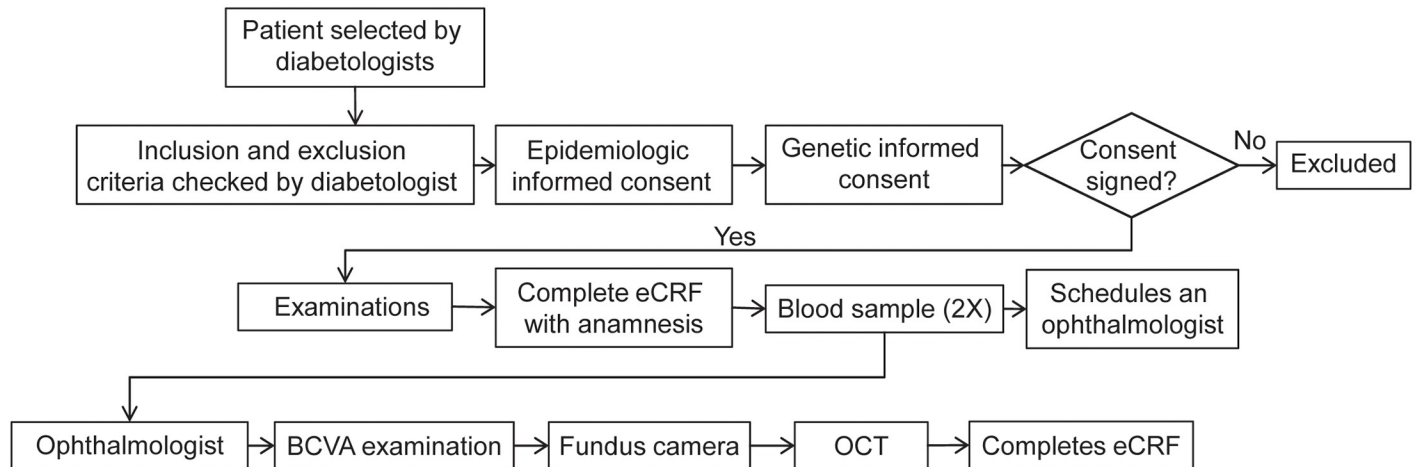 Patient selected by
diabetologists
Inclusion and exclusion
criteria checked by diabetologist
Epidemiologic
informed consent
Genetic informed
consent
Consent
signed?
No
Excluded
Yes
Examinations
Complete eCRF
with anamnesis
Blood sample (2X)
Schedules an
ophthalmologist
Ophthalmologist
BCVA examination
Fundus camera
OCT
Completes eCRF